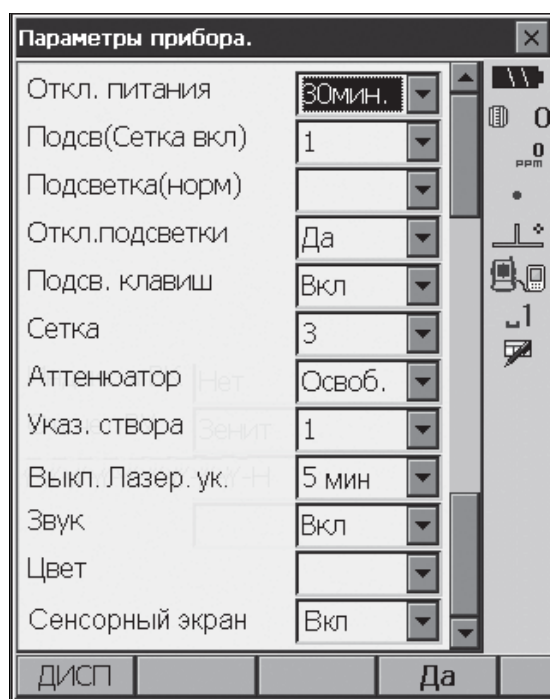 Параметры прибора.
Откл. питания 30мин.
Подсв(Сетка вкл) 1
Подсветка(норм)
Откл.подсветки Да
Подсв. клавиш Вкл
Сетка 3
Аттенюатор Нет Освоб.
Указ. створа Зенит 1
Выкл.Лазер. ук. 5 мин
Звук Вкл
Цвет
Сенсорный экран Вкл
0
0
PPM
1
ДИСП Да